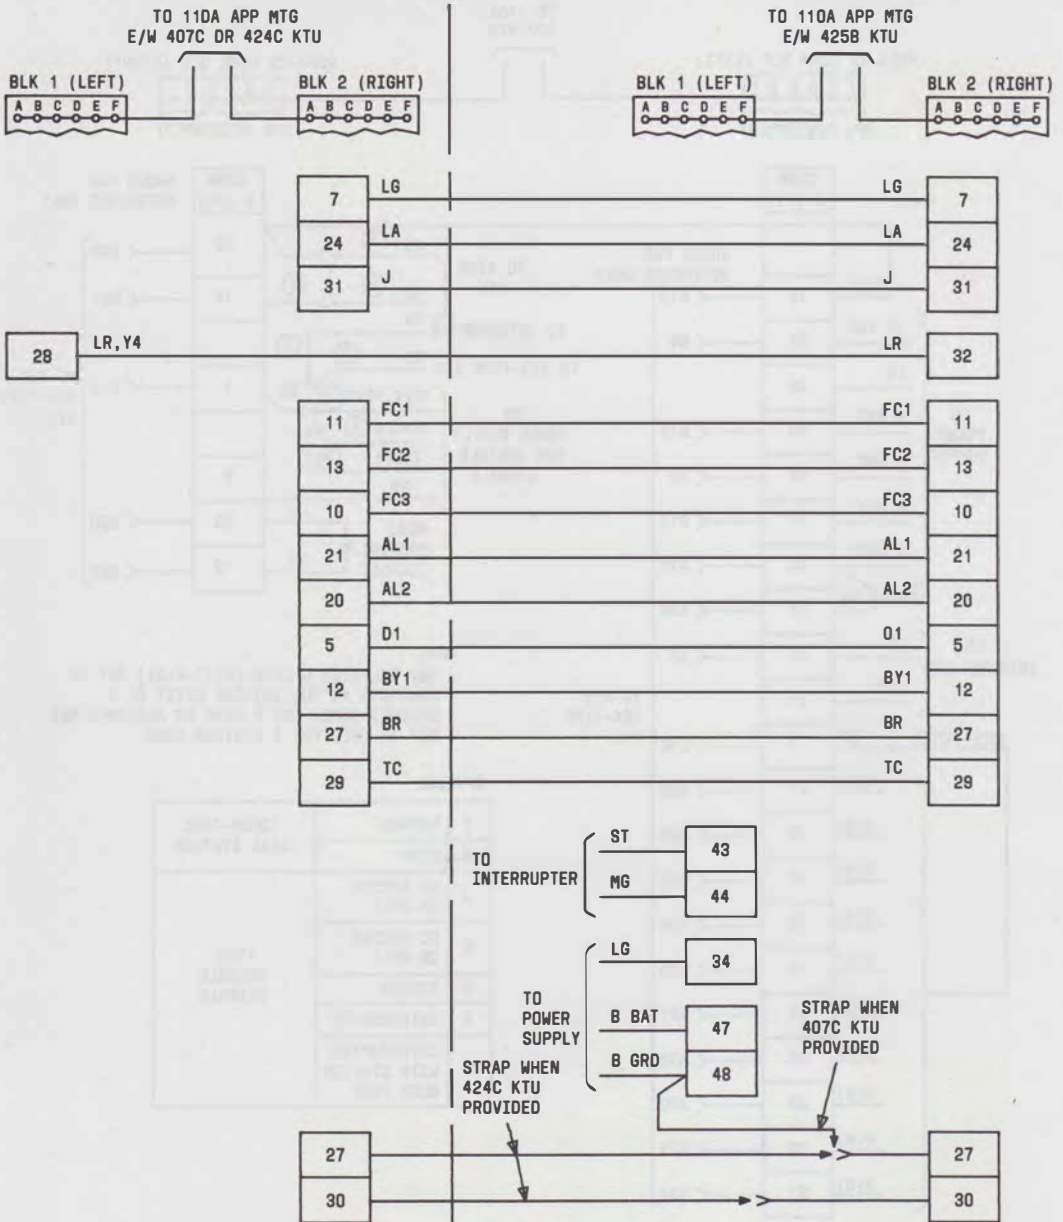 TO 11DA APP MTG
E/W 407C DR 424C KTU
BLK 1 (LEFT)
BLK 2 (RIGHT)
A B C D E F
A B C D E F
TO 110A APP MTG
E/W 425B KTU
BLK 1 (LEFT)
BLK 2 (RIGHT)
A B C D E F
A B C D E F
7 LG LG 7
24 LA LA 24
31 J J 31
28 LR,Y4 LR 32
11 FC1 FC1 11
13 FC2 FC2 13
10 FC3 FC3 10
21 AL1 AL1 21
20 AL2 AL2 20
5 D1 01 5
12 BY1 BY1 12
27 BR BR 27
29 TC TC 29
TO
INTERRUPTER
ST 43
MG 44
TO
POWER
SUPPLY
LG 34
B BAT 47
B GRD 48
STRAP WHEN
407C KTU
PROVIDED
STRAP WHEN
424C KTU
PROVIDED
27 27
30 30